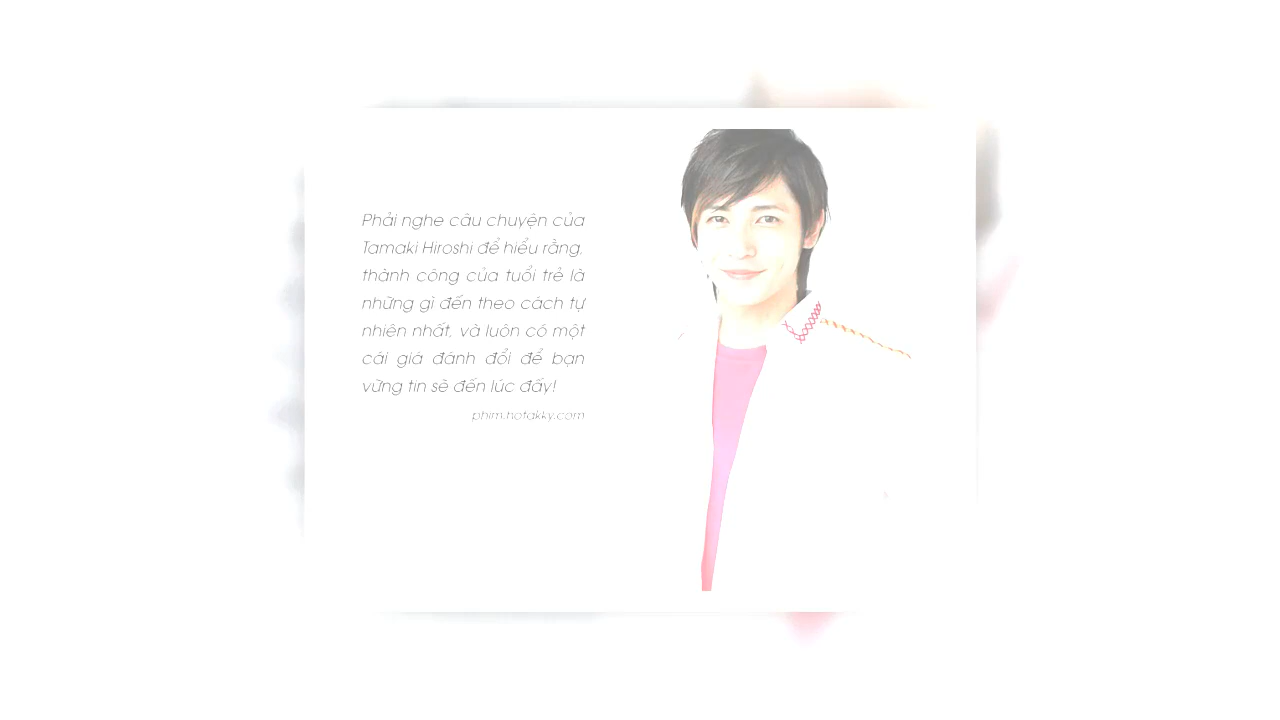 Phải nghe câu chuyện của
Tamaki Hiroshi để hiểu rằng,
thành công của tuổi trẻ là
những gì đến theo cách tự
nhiên nhất, và luôn có một
cái giá đánh đổi để bạn
vững tin sẽ đến lúc đấy!
phim.hotakky.com